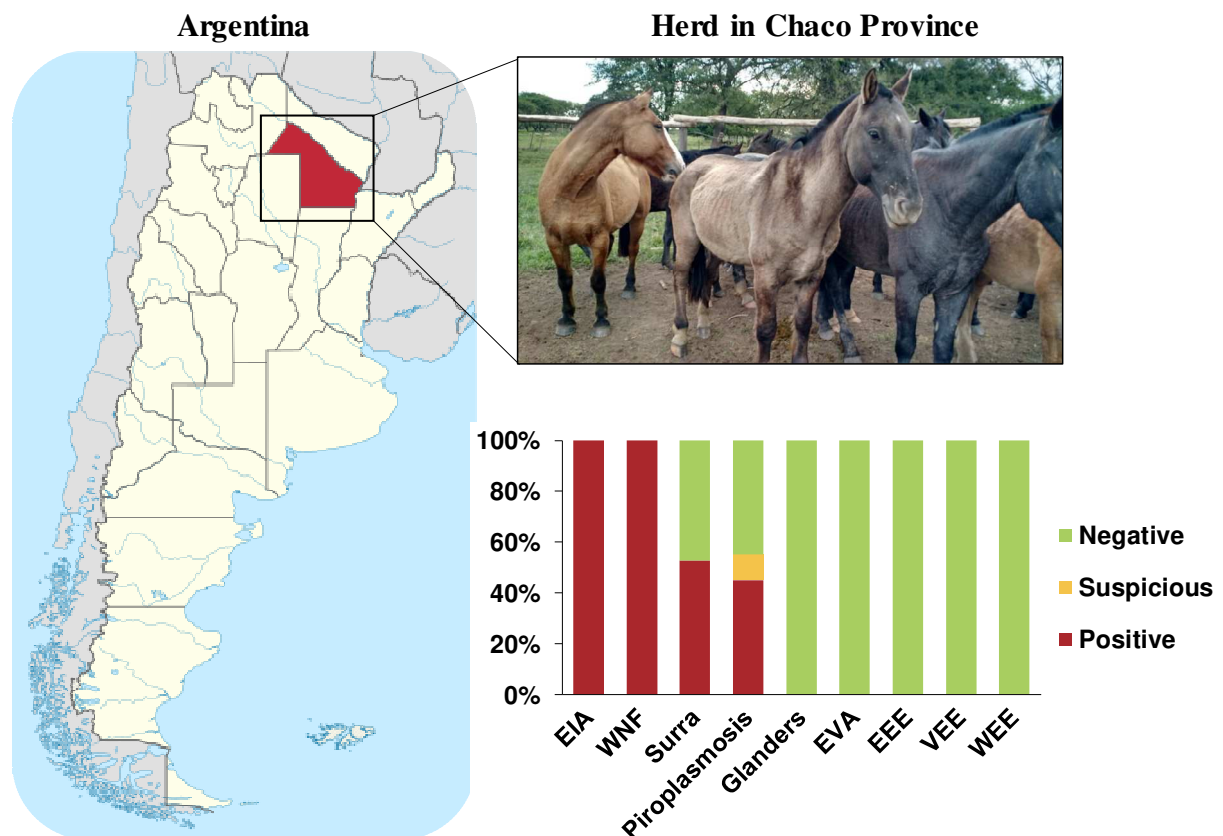 Argentina
Herd in Chaco Province
100%
80%
60%
40%
20%
0%
EIA
WNF
Surra
Piroplasmosis
Glanders
EVA
EEE
VEE
WEE
Negative
Suspicious
Positive